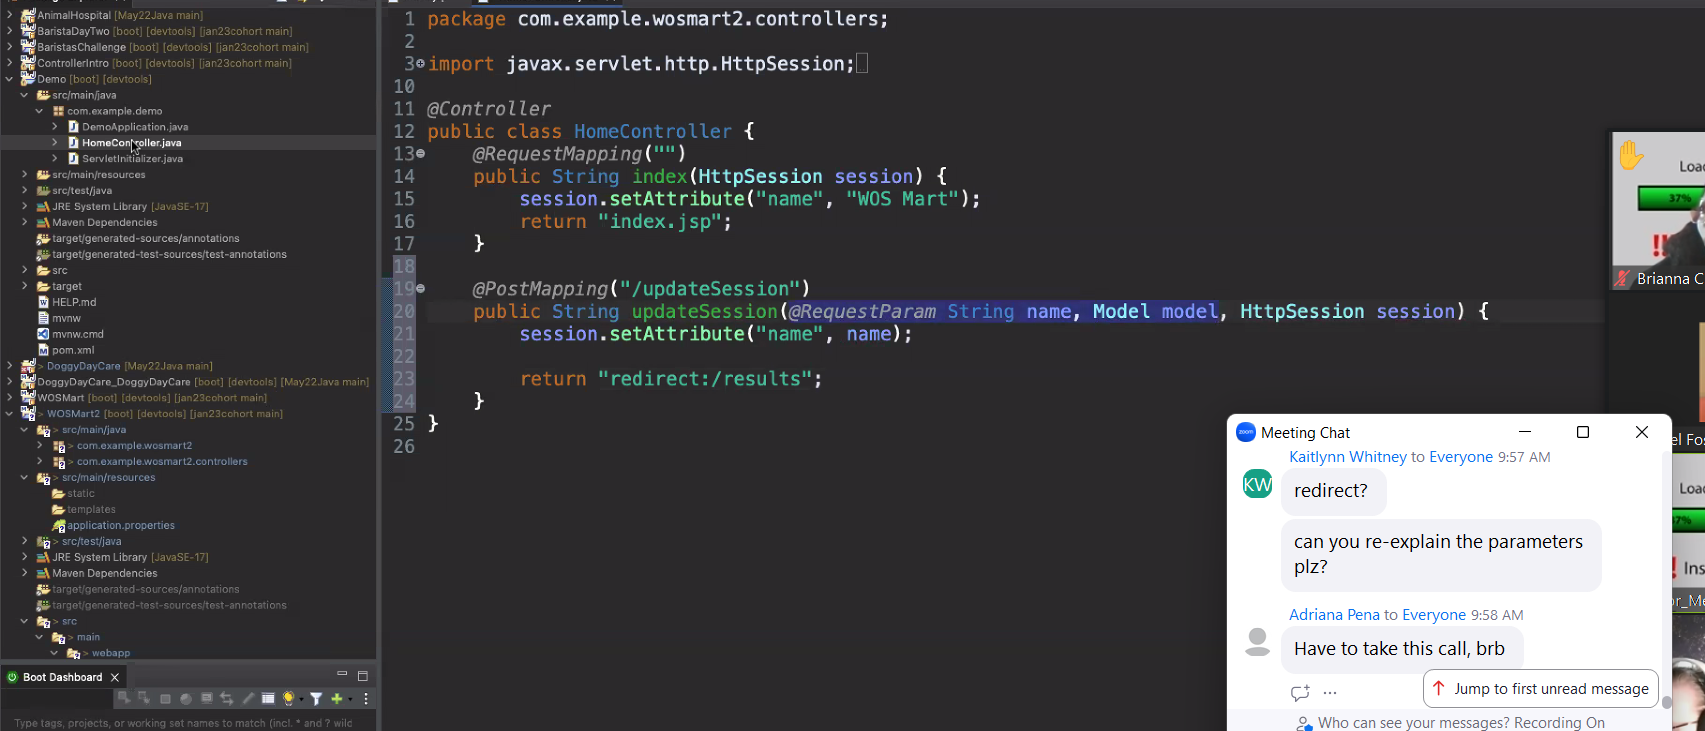 AnimalHospital [May22Java main]
BaristaDayTwo [boot] [devtools] [jan23cohort main]
BaristasChallenge [boot] [devtools] [jan23cohort main]
ControllerIntro [boot] [devtools] [jan23cohort main]
Demo [boot] [devtools]
src/main/java
com.example.demo
DemoApplication.java
HomeController.java
ServletInitializer.java
src/main/resources
src/test/java
JRE System Library [JavaSE-17]
Maven Dependencies
target/generated-sources/annotations
target/generated-test-sources/test-annotations
src
target
HELP.md
mvnw
mvnw.cmd
pom.xml
> DoggyDayCare [May22Java main]
DoggyDayCare_DoggyDayCare [boot] [devtools] [May22Java main]
WOSMart [boot] [devtools] [jan23cohort main]
> WOSMart2 [boot] [devtools] [jan23cohort main]
> src/main/java
> com.example.wosmart2
> com.example.wosmart2.controllers
> src/main/resources
static
templates
application.properties
> src/test/java
JRE System Library [JavaSE-17]
Maven Dependencies
target/generated-sources/annotations
target/generated-test-sources/test-annotations
> src
> main
> webapp
Boot Dashboard
Type tags, projects, or working set names to match (incl. * and ? wild
1 package com.example.wosmart2.controllers;
2
3 import javax.servlet.http.HttpSession;
10
11 @Controller
12 public class HomeController {
13 @RequestMapping("")
14 public String index(HttpSession session) {
15 session.setAttribute("name", "WOS Mart");
16 return "index.jsp";
17 }
18
19 @PostMapping("/updateSession")
20 public String updateSession(@RequestParam String name, Model model, HttpSession session) {
21 session.setAttribute("name", name);
22
23 return "redirect:/results";
24 }
25 }
26
37%
!!
Brianna C
zoom Meeting Chat
Kaitlynn Whitney to Everyone 9:57 AM
KW
redirect?
can you re-explain the parameters
plz?
Adriana Pena to Everyone 9:58 AM
Have to take this call, brb
Jump to first unread message
Who can see your messages? Recording On